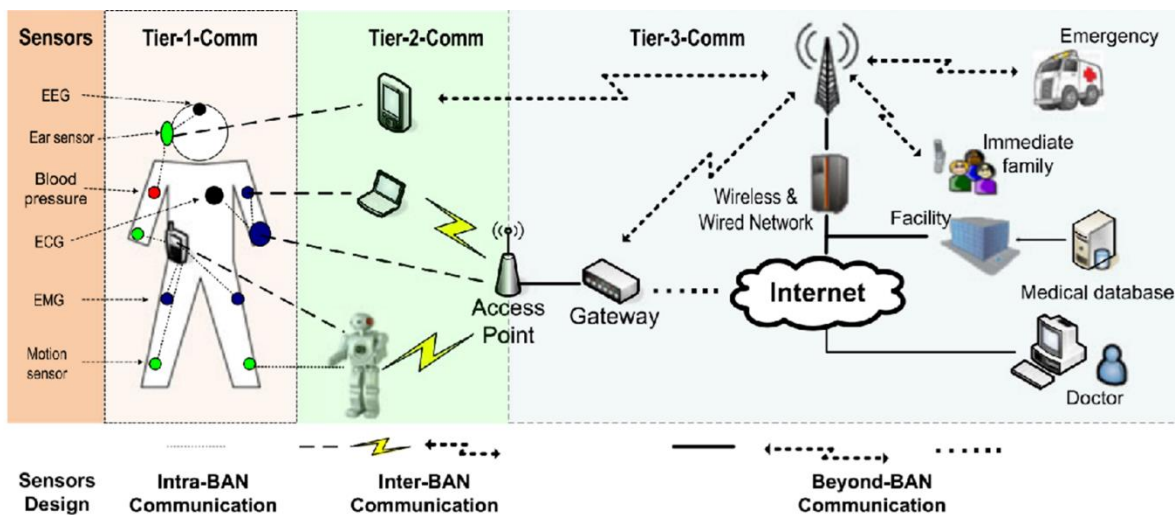 Sensors
Tier-1-Comm
Tier-2-Comm
Tier-3-Comm
Emergency
EEG
Ear sensor
Blood
pressure
ECG
EMG
Motion
sensor
Immediate
family
Wireless &
Wired Network
Facility
Medical database
Internet
Access
Point
Gateway
Doctor
Sensors
Design
Intra-BAN
Communication
Inter-BAN
Communication
Beyond-BAN
Communication